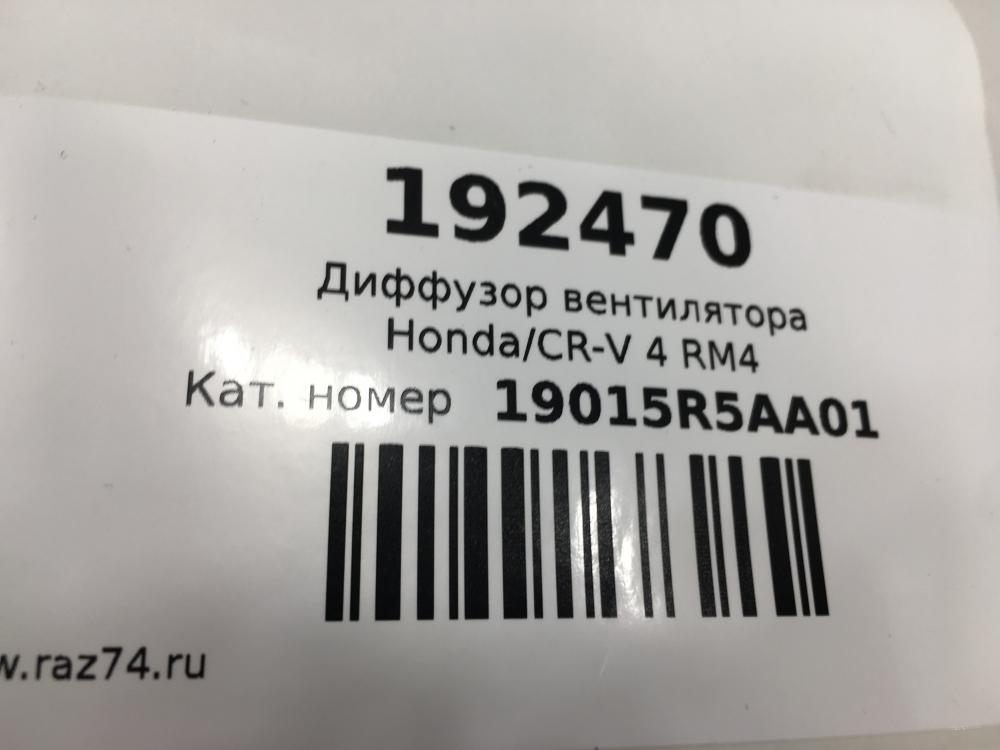 192470
Диффузор вентилятора
Honda/CR-V 4 RM4
Кат. номер 19015R5AA01
w.raz74.ru